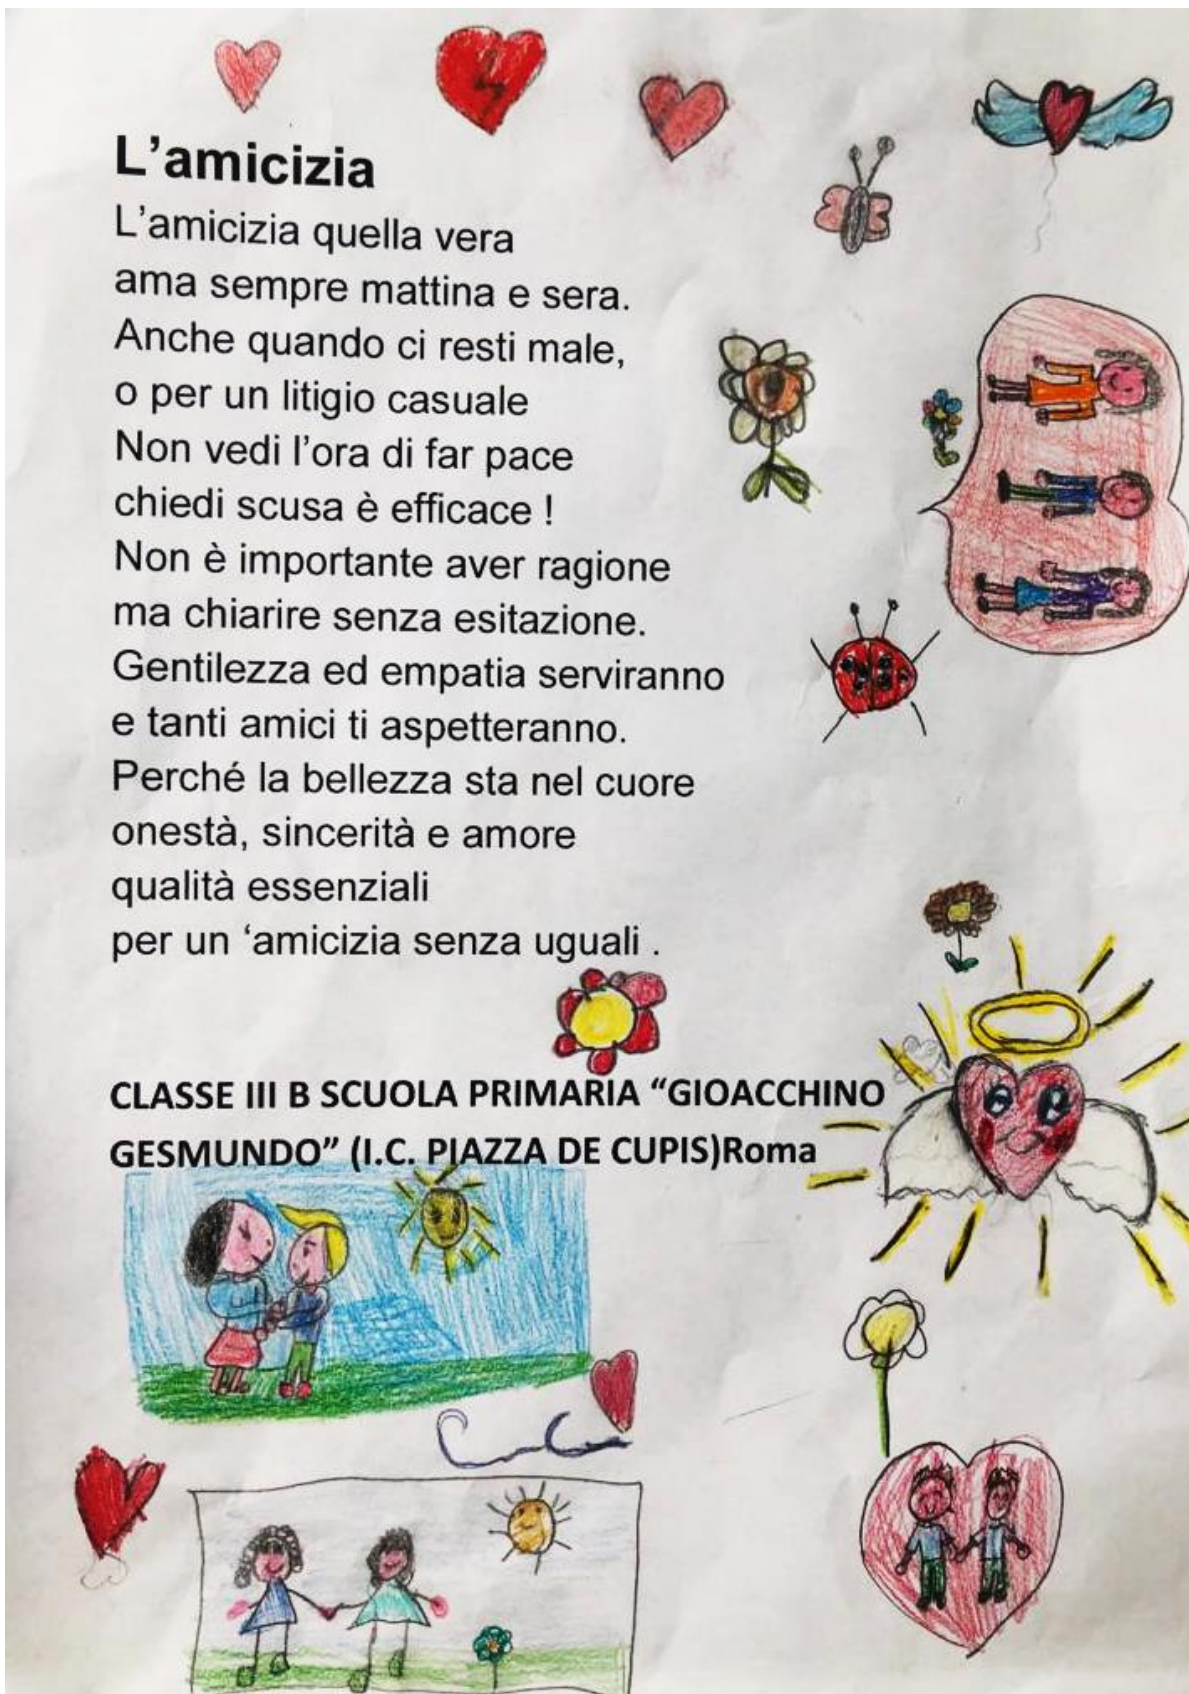 L’amicizia
L’amicizia quella vera
ama sempre mattina e sera.
Anche quando ci resti male,
o per un litigio casuale
Non vedi l’ora di far pace
chiedi scusa è efficace !
Non è importante aver ragione
ma chiarire senza esitazione.
Gentilezza ed empatia serviranno
e tanti amici ti aspetteranno.
Perché la bellezza sta nel cuore
onestà, sincerità e amore
qualità essenziali
per un ‘amicizia senza uguali .
CLASSE III B SCUOLA PRIMARIA “GIOACCHINO
GESMUNDO” (I.C. PIAZZA DE CUPIS)Roma